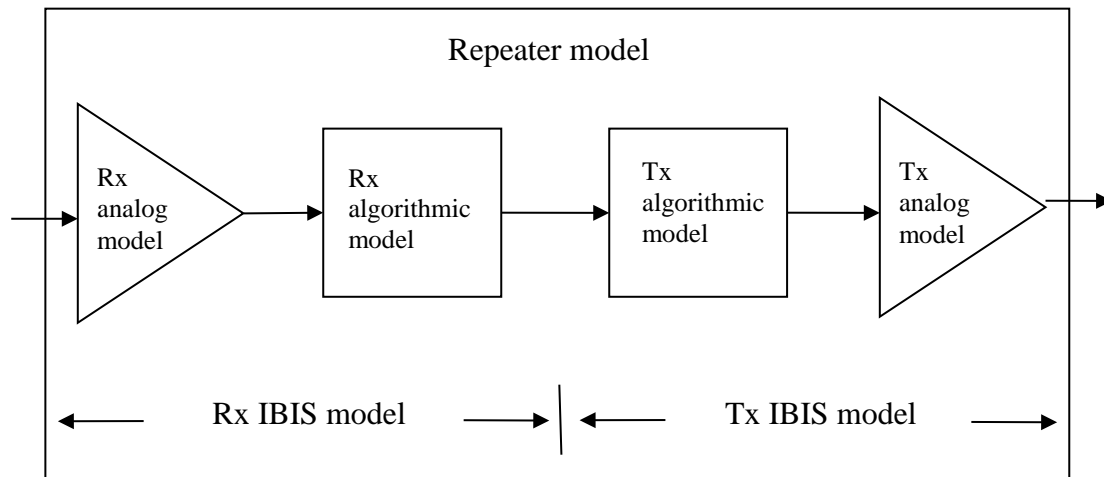 Repeater model
Rx
analog
model
Rx
algorithmic
model
Tx
algorithmic
model
Tx
analog
model
Rx IBIS model
Tx IBIS model